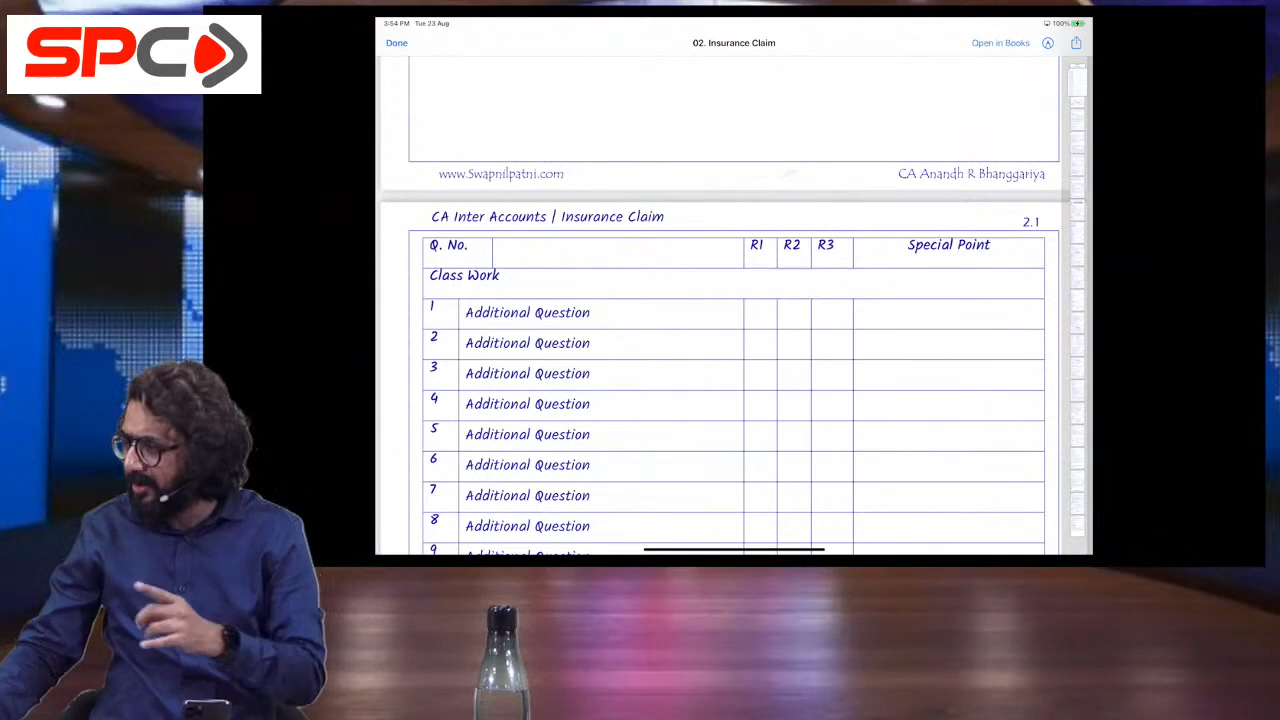 SPC
3:54 PM Tue 23 Aug
100%
Done
02. Insurance Claim
Open in Books
www.Swapnilpatni.com
CA Anandh R Bhanggariya
CA Inter Accounts | Insurance Claim
2.1
Q. No. R1 R2 R3 Special Point
Class Work
1 Additional Question
2 Additional Question
3 Additional Question
4 Additional Question
5 Additional Question
6 Additional Question
7 Additional Question
8 Additional Question
9 Additional Question